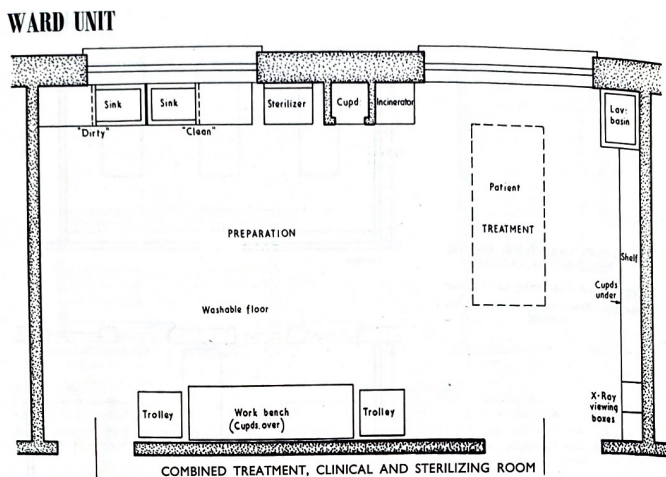 WARD UNIT
Sink
Sink
Sterilizer
Cupd
Incinerator
Lav-
basin
"Dirty"
"Clean"
Patient
TREATMENT
PREPARATION
Shelf
Cupds
under
Washable floor
Trolley
Work bench
(Cupds, over)
Trolley
X-Ray
viewing
boxes
COMBINED TREATMENT, CLINICAL AND STERILIZING ROOM